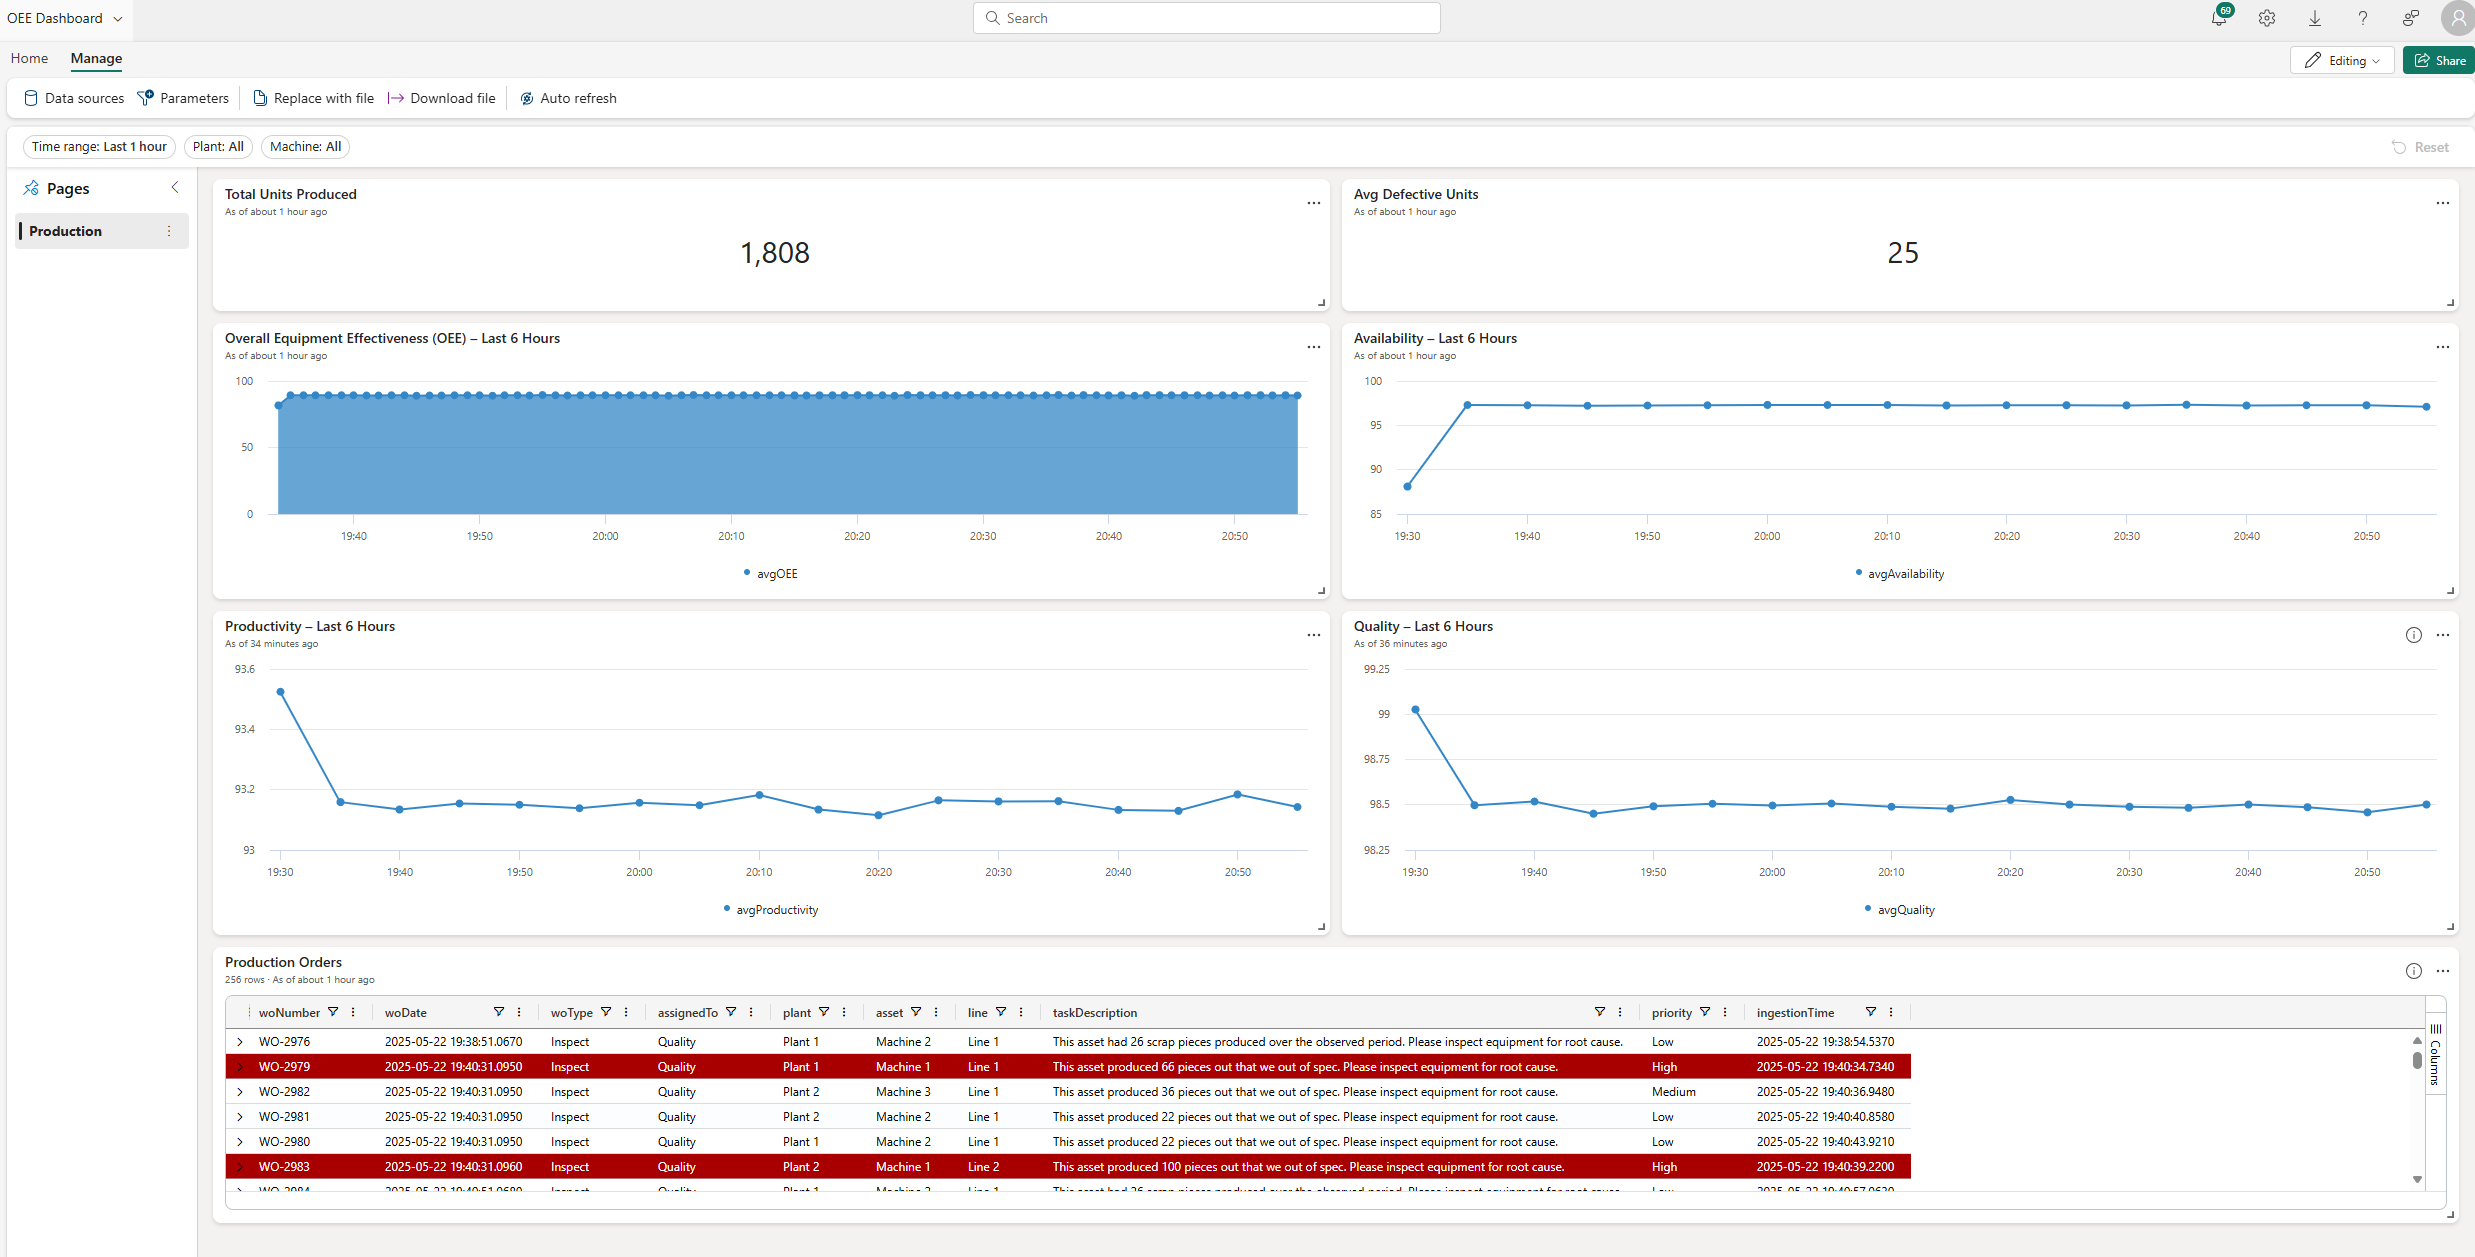 OEE Dashboard
Search
69
Home
Manage
Editing
Share
Data sources
Parameters
Replace with file
Download file
Auto refresh
Time range: Last 1 hour
Plant: All
Machine: All
Reset
Pages
Production
Total Units Produced
As of about 1 hour ago
1,808
Avg Defective Units
As of about 1 hour ago
25
Overall Equipment Effectiveness (OEE) – Last 6 Hours
As of about 1 hour ago
100
50
0
19:40 19:50 20:00 20:10 20:20 20:30 20:40 20:50
avgOEE
Availability – Last 6 Hours
As of about 1 hour ago
100
95
90
85
19:30 19:40 19:50 20:00 20:10 20:20 20:30 20:40 20:50
avgAvailability
Productivity – Last 6 Hours
As of 34 minutes ago
93.6
93.4
93.2
93
19:30 19:40 19:50 20:00 20:10 20:20 20:30 20:40 20:50
avgProductivity
Quality – Last 6 Hours
As of 36 minutes ago
99.25
99
98.75
98.5
98.25
19:30 19:40 19:50 20:00 20:10 20:20 20:30 20:40 20:50
avgQuality
Production Orders
256 rows · As of about 1 hour ago
woNumber woDate woType assignedTo plant asset line taskDescription priority ingestionTime
WO-2976 2025-05-22 19:38:51.0670 Inspect Quality Plant 1 Machine 2 Line 1 This asset had 26 scrap pieces produced over the observed period. Please inspect equipment for root cause. Low 2025-05-22 19:38:54.5370
WO-2979 2025-05-22 19:40:31.0950 Inspect Quality Plant 1 Machine 1 Line 1 This asset produced 66 pieces out that we out of spec. Please inspect equipment for root cause. High 2025-05-22 19:40:34.7340
WO-2982 2025-05-22 19:40:31.0950 Inspect Quality Plant 2 Machine 3 Line 1 This asset produced 36 pieces out that we out of spec. Please inspect equipment for root cause. Medium 2025-05-22 19:40:36.9480
WO-2981 2025-05-22 19:40:31.0950 Inspect Quality Plant 2 Machine 2 Line 1 This asset produced 22 pieces out that we out of spec. Please inspect equipment for root cause. Low 2025-05-22 19:40:40.8580
WO-2980 2025-05-22 19:40:31.0950 Inspect Quality Plant 1 Machine 2 Line 1 This asset produced 22 pieces out that we out of spec. Please inspect equipment for root cause. Low 2025-05-22 19:40:43.9210
WO-2983 2025-05-22 19:40:31.0960 Inspect Quality Plant 2 Machine 1 Line 2 This asset produced 100 pieces out that we out of spec. Please inspect equipment for root cause. High 2025-05-22 19:40:39.2200
Columns